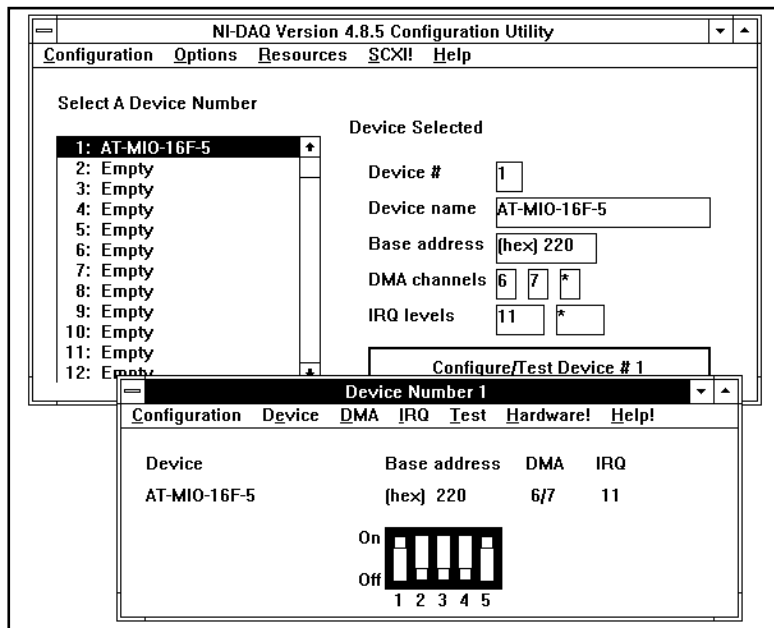 NI-DAQ Version 4.8.5 Configuration Utility
Configuration Options Resources SCXI! Help
Select A Device Number
1: AT-MIO-16F-5
2: Empty
3: Empty
4: Empty
5: Empty
6: Empty
7: Empty
8: Empty
9: Empty
10: Empty
11: Empty
12: Empty
Device Selected
Device # 1
Device name AT-MIO-16F-5
Base address (hex) 220
DMA channels 6 7 *
IRQ levels 11 *
Configure/Test Device # 1
Device Number 1
Configuration Device DMA IRQ Test Hardware! Help!
Device Base address DMA IRQ
AT-MIO-16F-5 (hex) 220 6/7 11
On
Off
1 2 3 4 5